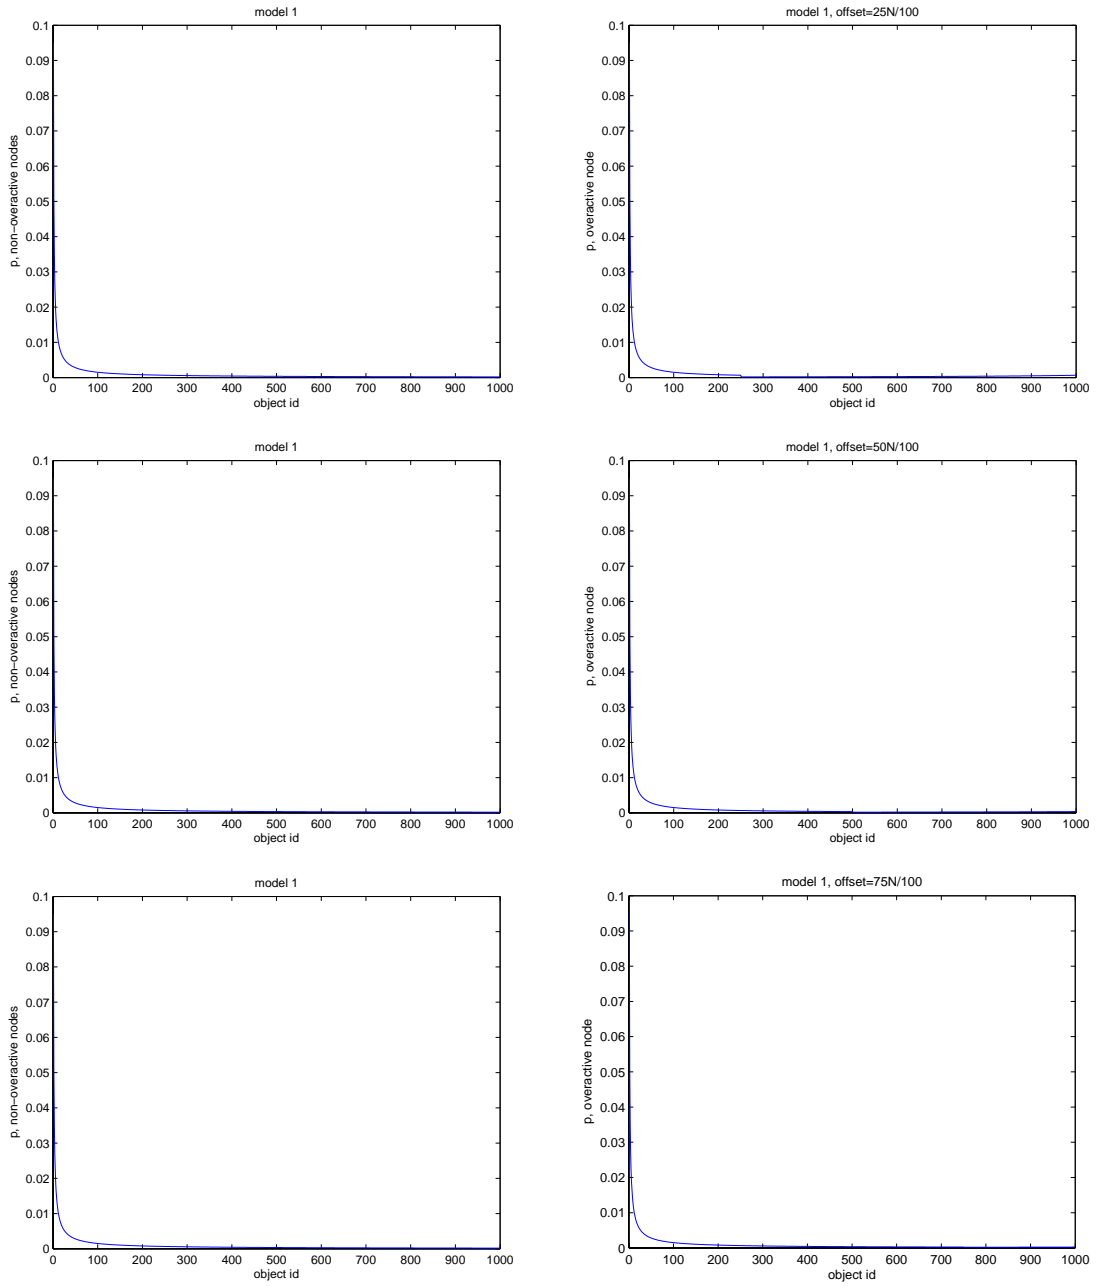 model 1
0.1
0.09
0.08
0.07
0.06
0.05
0.04
0.03
0.02
0.01
0
p, non-overactive nodes
0 100 200 300 400 500 600 700 800 900 1000
object id
model 1, offset=25N/100
0.1
0.09
0.08
0.07
0.06
0.05
0.04
0.03
0.02
0.01
0
p, overactive node
0 100 200 300 400 500 600 700 800 900 1000
object id
model 1
0.1
0.09
0.08
0.07
0.06
0.05
0.04
0.03
0.02
0.01
0
p, non-overactive nodes
0 100 200 300 400 500 600 700 800 900 1000
object id
model 1, offset=50N/100
0.1
0.09
0.08
0.07
0.06
0.05
0.04
0.03
0.02
0.01
0
p, overactive node
0 100 200 300 400 500 600 700 800 900 1000
object id
model 1
0.1
0.09
0.08
0.07
0.06
0.05
0.04
0.03
0.02
0.01
0
p, non-overactive nodes
0 100 200 300 400 500 600 700 800 900 1000
object id
model 1, offset=75N/100
0.1
0.09
0.08
0.07
0.06
0.05
0.04
0.03
0.02
0.01
0
p, overactive node
0 100 200 300 400 500 600 700 800 900 1000
object id